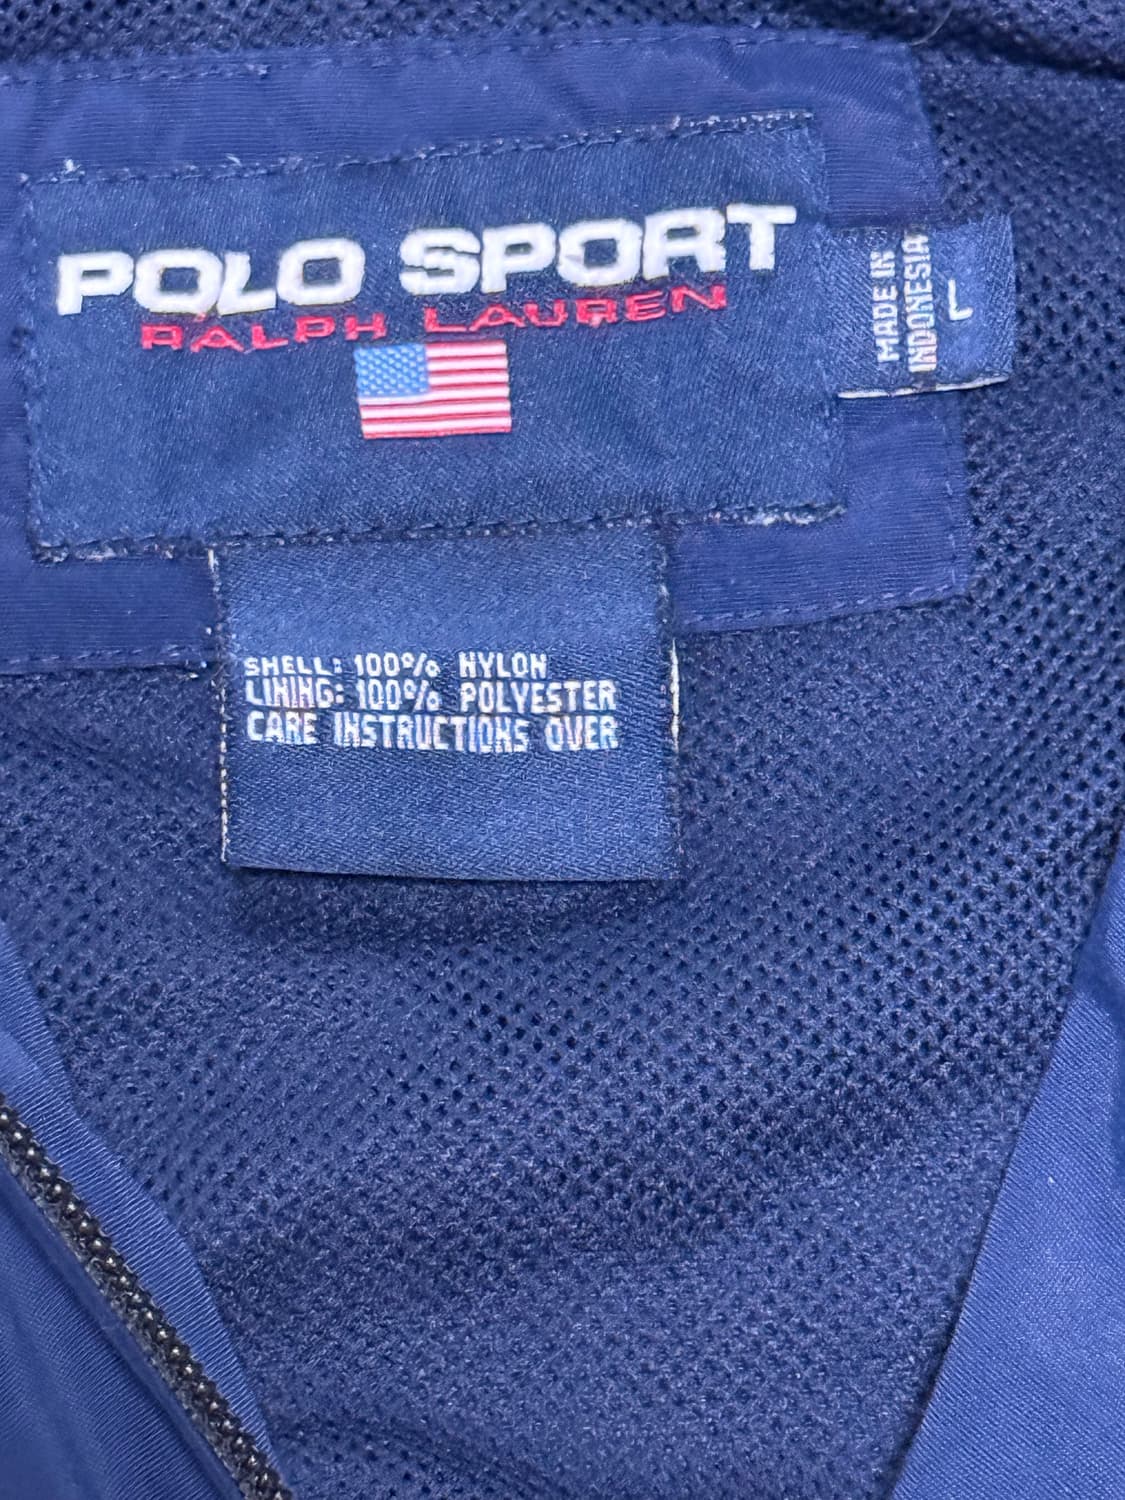 POLO SPORT
RALPH LAUREN
MADE IN
INDONESIA
L
SHELL: 100% NYLON
LINING: 100% POLYESTER
CARE INSTRUCTIONS OVER